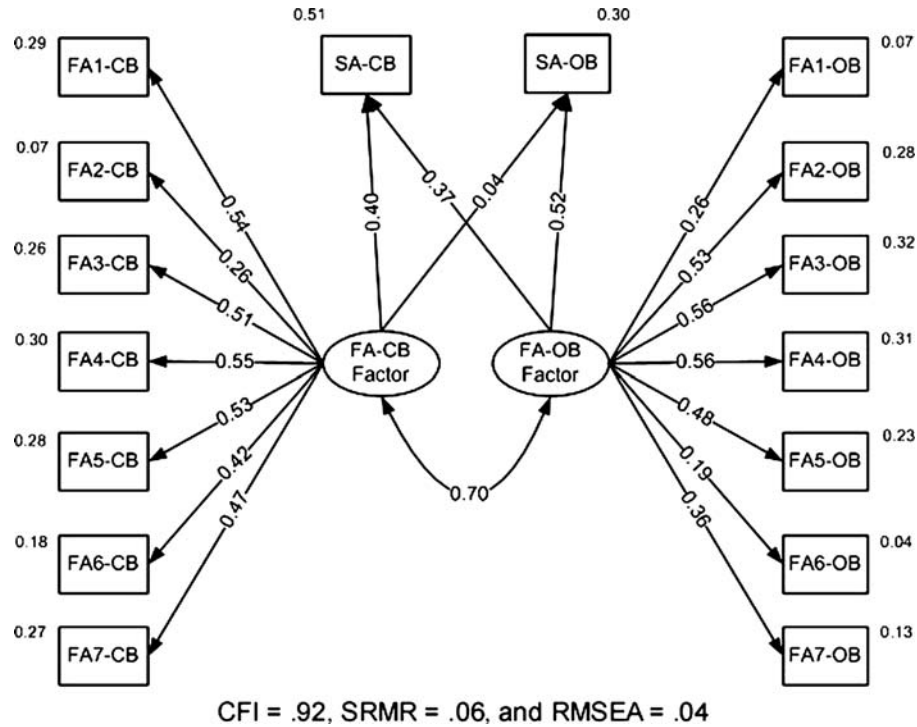 0.51
0.30
0.29
FA1-CB
SA-CB
SA-OB
FA1-OB
0.07
0.07
FA2-CB
FA2-OB
0.28
0.26
FA3-CB
FA3-OB
0.32
0.30
FA4-CB
FA4-OB
0.31
0.28
FA5-CB
FA5-OB
0.23
0.18
FA6-CB
FA6-OB
0.04
0.27
FA7-CB
FA7-OB
0.13
0.54
0.26
0.51
0.55
0.53
0.42
0.47
0.40
0.37
0.04
0.52
0.26
0.53
0.56
0.56
0.48
0.19
0.36
FA-CB
Factor
FA-OB
Factor
0.70
CFI = .92, SRMR = .06, and RMSEA = .04